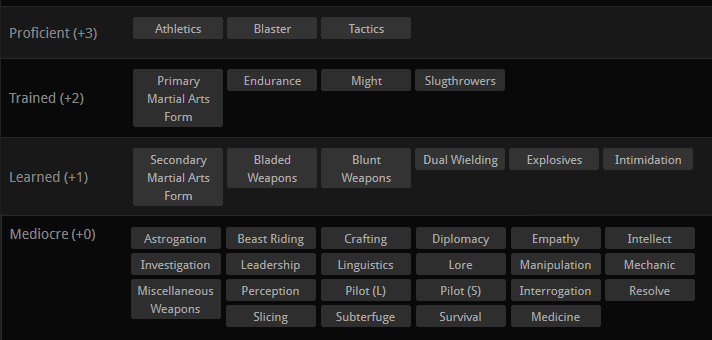 Proficient (+3)
Athletics
Blaster
Tactics
Trained (+2)
Primary
Martial Arts
Form
Endurance
Might
Slugthrowers
Learned (+1)
Secondary
Martial Arts
Form
Bladed
Weapons
Blunt
Weapons
Dual Wielding
Explosives
Intimidation
Mediocre (+0)
Astrogation
Beast Riding
Crafting
Diplomacy
Empathy
Intellect
Investigation
Leadership
Linguistics
Lore
Manipulation
Mechanic
Miscellaneous
Weapons
Perception
Pilot (L)
Pilot (S)
Interrogation
Resolve
Slicing
Subterfuge
Survival
Medicine